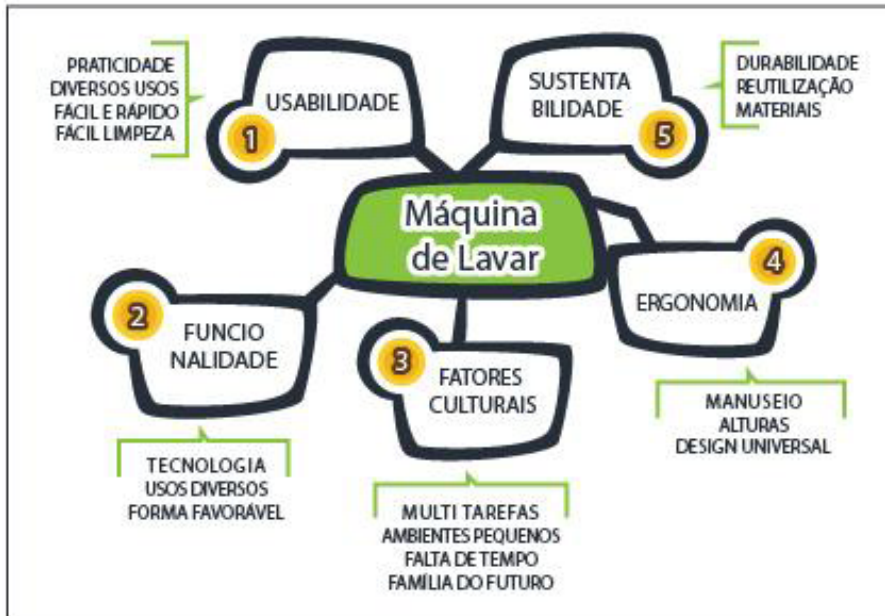 Máquina
de Lavar
1
USABILIDADE
PRATICIDADE
DIVERSOS USOS
FÁCIL E RÁPIDO
FÁCIL LIMPEZA
2
FUNCIO
NALIDADE
TECNOLOGIA
USOS DIVERSOS
FORMA FAVORÁVEL
3
FATORES
CULTURAIS
MULTI TAREFAS
AMBIENTES PEQUENOS
FALTA DE TEMPO
FAMÍLIA DO FUTURO
4
ERGONOMIA
MANUSEIO
ALTURAS
DESIGN UNIVERSAL
5
SUSTENTA
BILIDADE
DURABILIDADE
REUTILIZAÇÃO
MATERIAIS